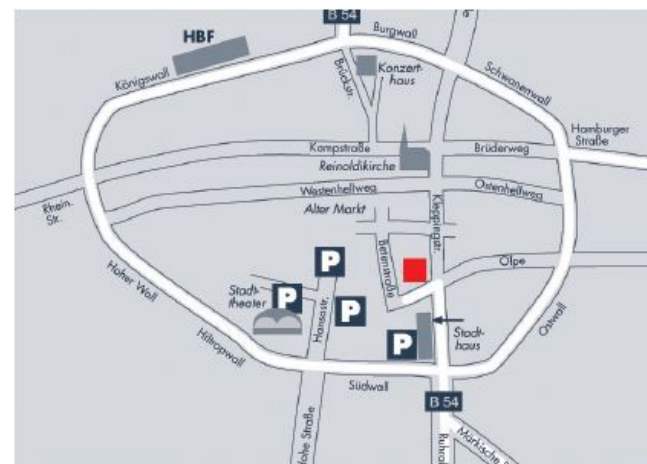 B 54
Burgwall
HBF
Konzert-
haus
Königswall
Brückstr.
Schwanenwall
Hamburger
Straße
Kampstraße
Brüderweg
Reinoldikirche
Westenhellweg
Ostenhellweg
Rhein.
Str.
Alter Markt
Kleppingstr.
Betenstraße
Olpe
Hoher Wall
P
Stadt-
theater
P
P
Hansastr.
Ostwall
Stadt-
haus
P
Hiltropwall
Südwall
B 54
Hohe Straße
Märkische